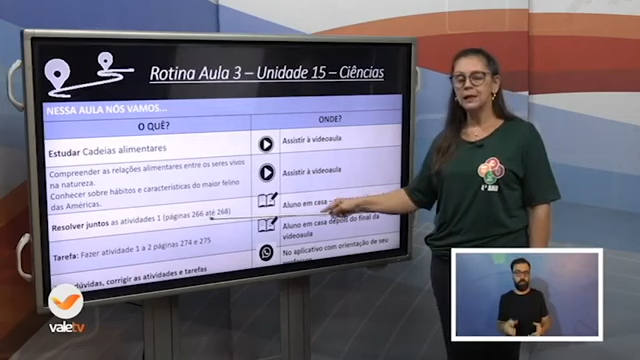 Rotina Aula 3 – Unidade 15 – Ciências
NESSA AULA NÓS VAMOS...
O QUÊ?
ONDE?
Estudar Cadeias alimentares
Assistir à videoaula
Compreender as relações alimentares entre os seres vivos
na natureza.
Conhecer sobre hábitos e características do maior felino
das Américas.
Assistir à videoaula
Resolver juntos as atividades 1 (páginas 266 até 268)
Aluno em casa –
Tarefa: Fazer atividade 1 a 2 páginas 274 e 275
Aluno em casa depois do final da
videoaula
dúvidas, corrigir as atividades e tarefas
No aplicativo com orientação de seu
4º ANO
valetv